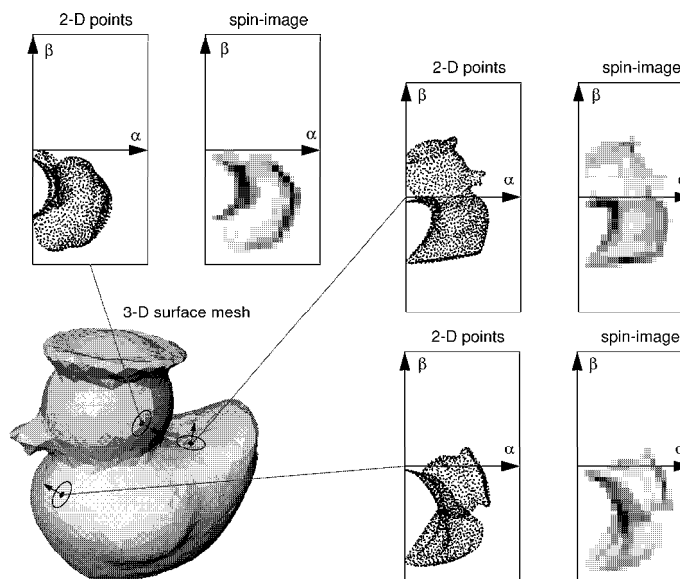 2-D points spin-image
β β
α α
2-D points spin-image
β β
α α
3-D surface mesh
2-D points spin-image
β β
α α